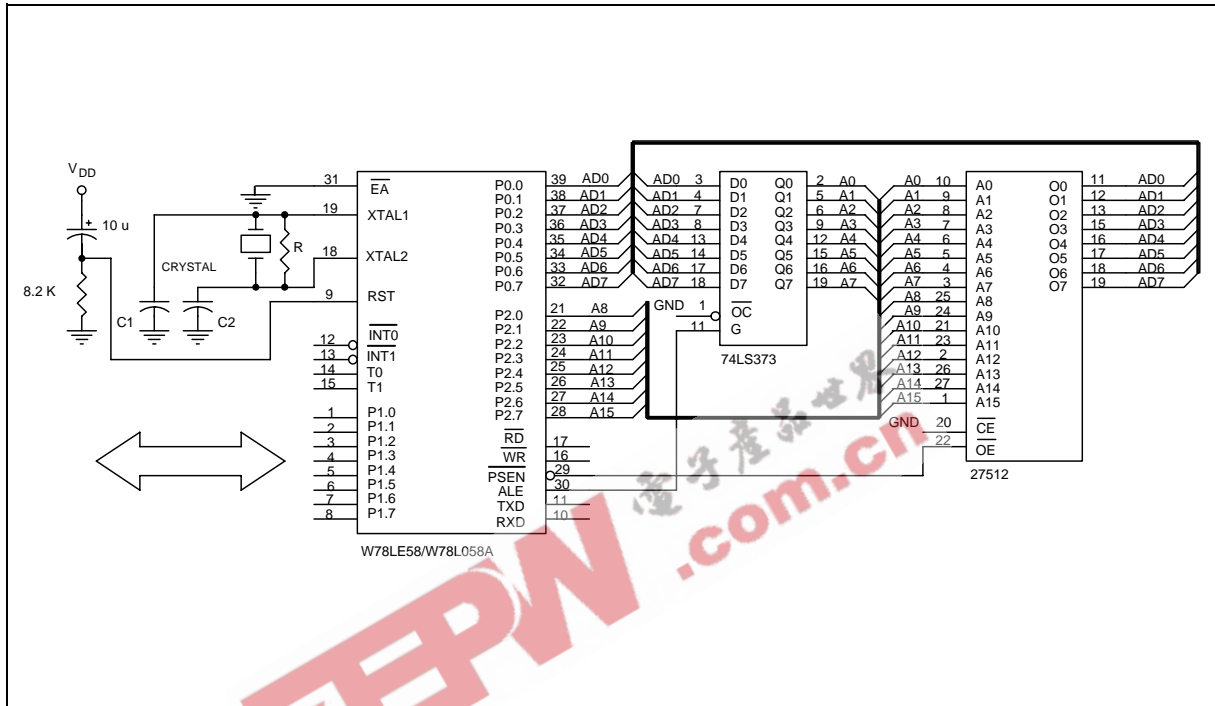 VDD
10 u
8.2 K
CRYSTAL
C1
C2
R
31 EA
19 XTAL1
18 XTAL2
9 RST
12 INT0
13 INT1
14 T0
15 T1
1 P1.0
2 P1.1
3 P1.2
4 P1.3
5 P1.4
6 P1.5
7 P1.6
8 P1.7
P0.0 39 AD0
P0.1 38 AD1
P0.2 37 AD2
P0.3 36 AD3
P0.4 35 AD4
P0.5 34 AD5
P0.6 33 AD6
P0.7 32 AD7
P2.0 21 A8
P2.1 22 A9
P2.2 23 A10
P2.3 24 A11
P2.4 25 A12
P2.5 26 A13
P2.6 27 A14
P2.7 28 A15
RD 17
WR 16
PSEN 29
ALE 30
TXD 11
RXD 10
W78LE58/W78L058A
AD0 3 D0 Q0 2 A0
AD1 4 D1 Q1 5 A1
AD2 7 D2 Q2 6 A2
AD3 8 D3 Q3 9 A3
AD4 13 D4 Q4 12 A4
AD5 14 D5 Q5 15 A5
AD6 17 D6 Q6 16 A6
AD7 18 D7 Q7 19 A7
GND 1 OC
11 G
74LS373
A0 10 A0 O0 11 AD0
A1 9 A1 O1 12 AD1
A2 8 A2 O2 13 AD2
A3 7 A3 O3 15 AD3
A4 6 A4 O4 16 AD4
A5 5 A5 O5 17 AD5
A6 4 A6 O6 18 AD6
A7 3 A7 O7 19 AD7
A8 25 A8
A9 24 A9
A10 21 A10
A11 23 A11
A12 2 A12
A13 26 A13
A14 27 A14
A15 1 A15
GND 20 CE
22 OE
27512
電子產品世界
.com.cn
EEPW